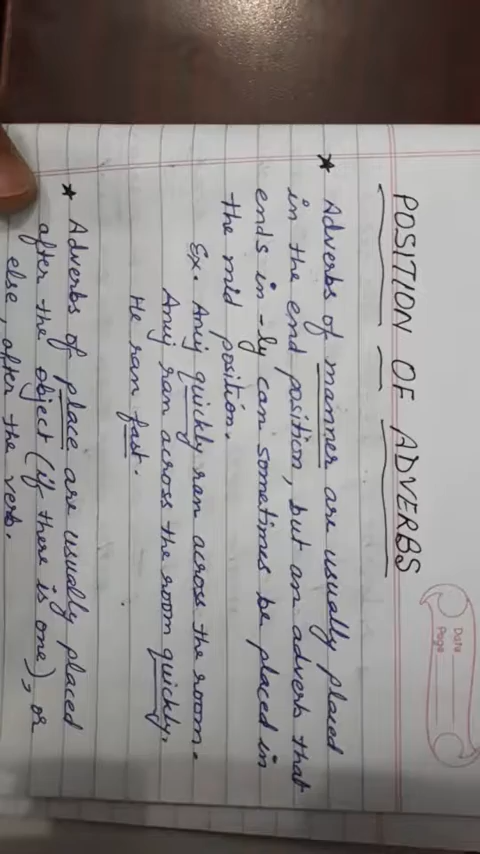 Date
Page
POSITION OF ADVERBS
★ Adverbs of manner are usually placed
in the end position, but an adverb that
ends in -ly can sometimes be placed in
the mid position.
Ex. Anuj quickly ran across the room.
Anuj ran across the room quickly.
He ran fast.
★ Adverbs of place are usually placed
after the object (if there is one), or
else, after the verb.